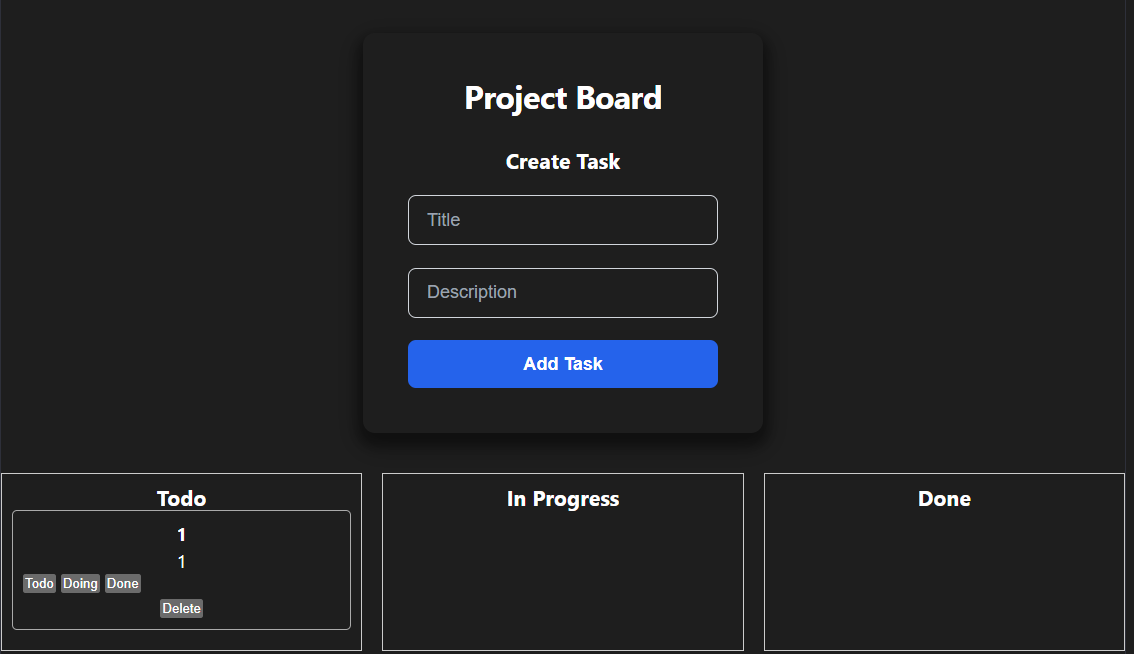 Project Board
Create Task
Title
Description
Add Task
Todo
1
1
Todo Doing Done
Delete
In Progress
Done